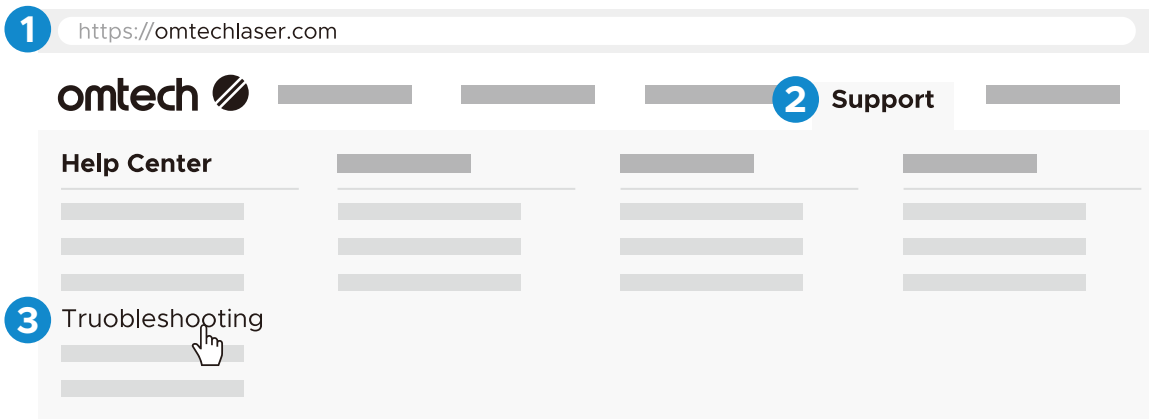 1 https://omtechlaser.com
omtech 2 Support
Help Center
3 Truobleshooting